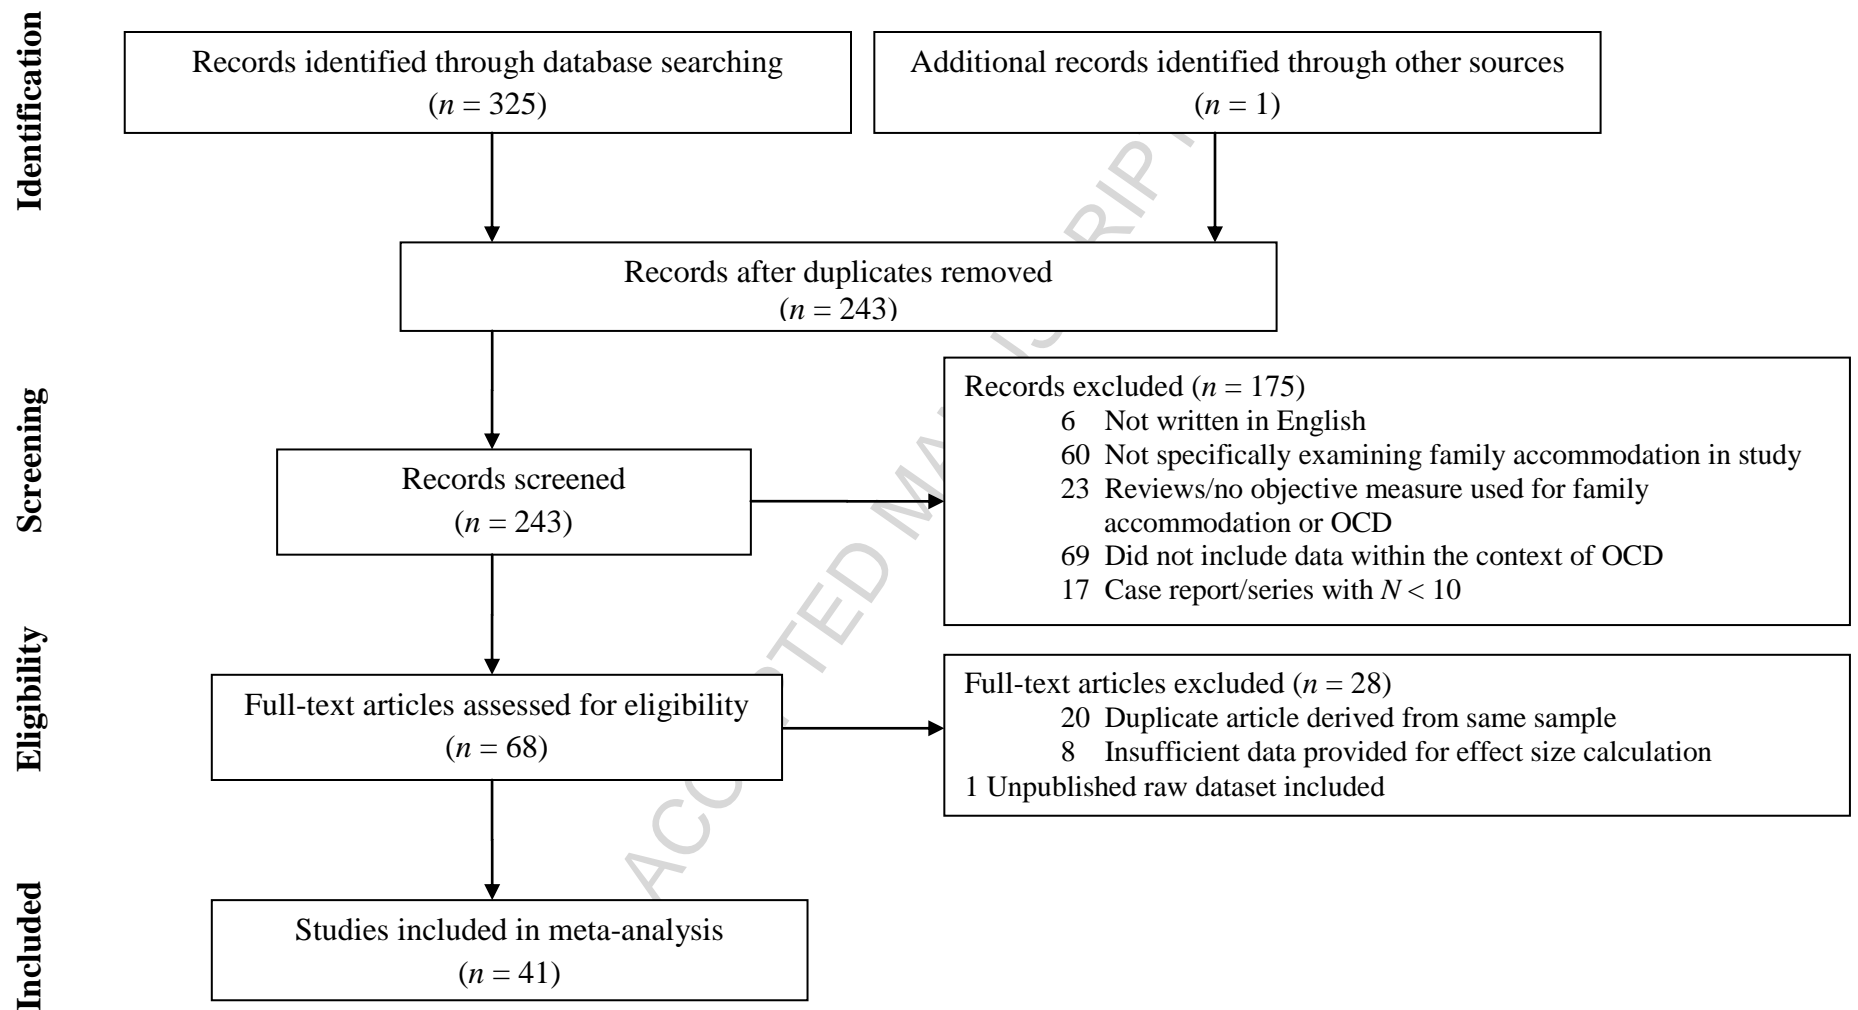 Identification
Records identified through database searching
(n = 325)
Additional records identified through other sources
(n = 1)
Records after duplicates removed
(n = 243)
Screening
Records screened
(n = 243)
Records excluded (n = 175)
6 Not written in English
60 Not specifically examining family accommodation in study
23 Reviews/no objective measure used for family
accommodation or OCD
69 Did not include data within the context of OCD
17 Case report/series with N < 10
Eligibility
Full-text articles assessed for eligibility
(n = 68)
Full-text articles excluded (n = 28)
20 Duplicate article derived from same sample
8 Insufficient data provided for effect size calculation
1 Unpublished raw dataset included
Included
Studies included in meta-analysis
(n = 41)